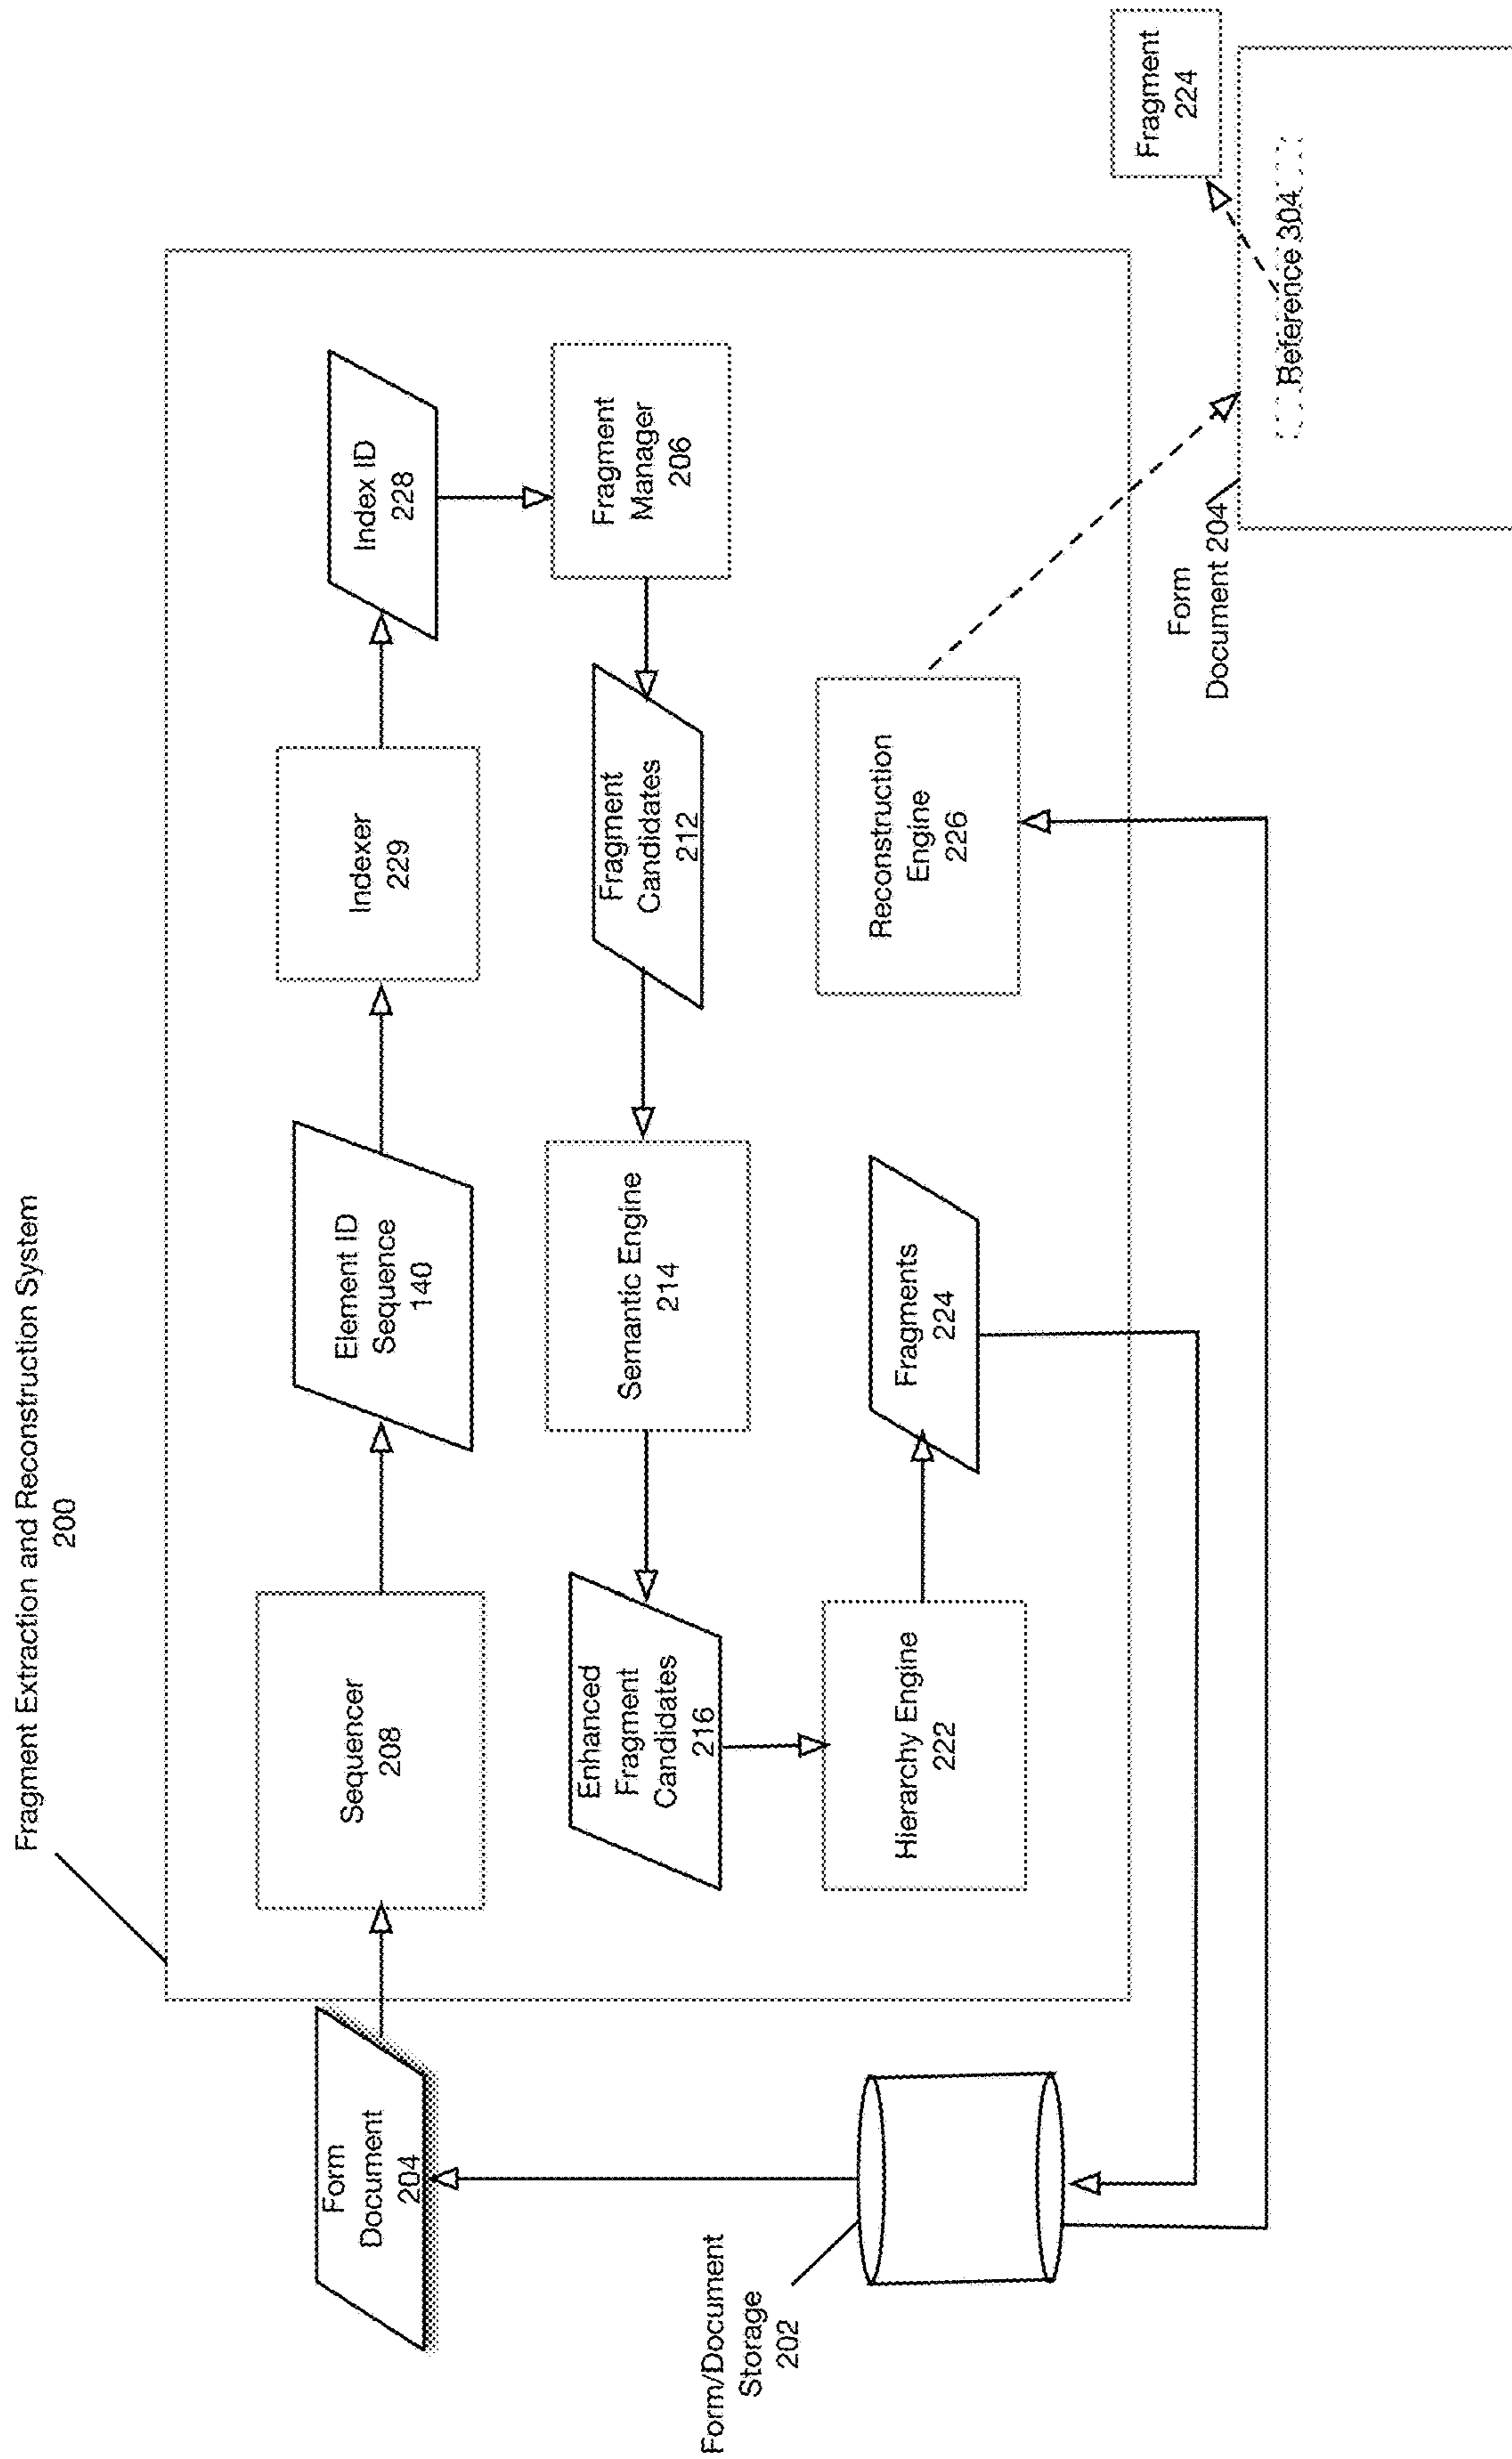 Fragment Extraction and Reconstruction System
200
Form
Document
204
Sequencer
208
Element ID
Sequence
140
Indexer
229
Index ID
228
Enhanced
Fragment
Candidates
216
Semantic Engine
214
Fragment
Candidates
212
Fragment
Manager
206
Form/Document
Storage
202
Hierarchy Engine
222
Fragments
224
Reconstruction
Engine
226
Form
Document 204
Reference 304
Fragment
224